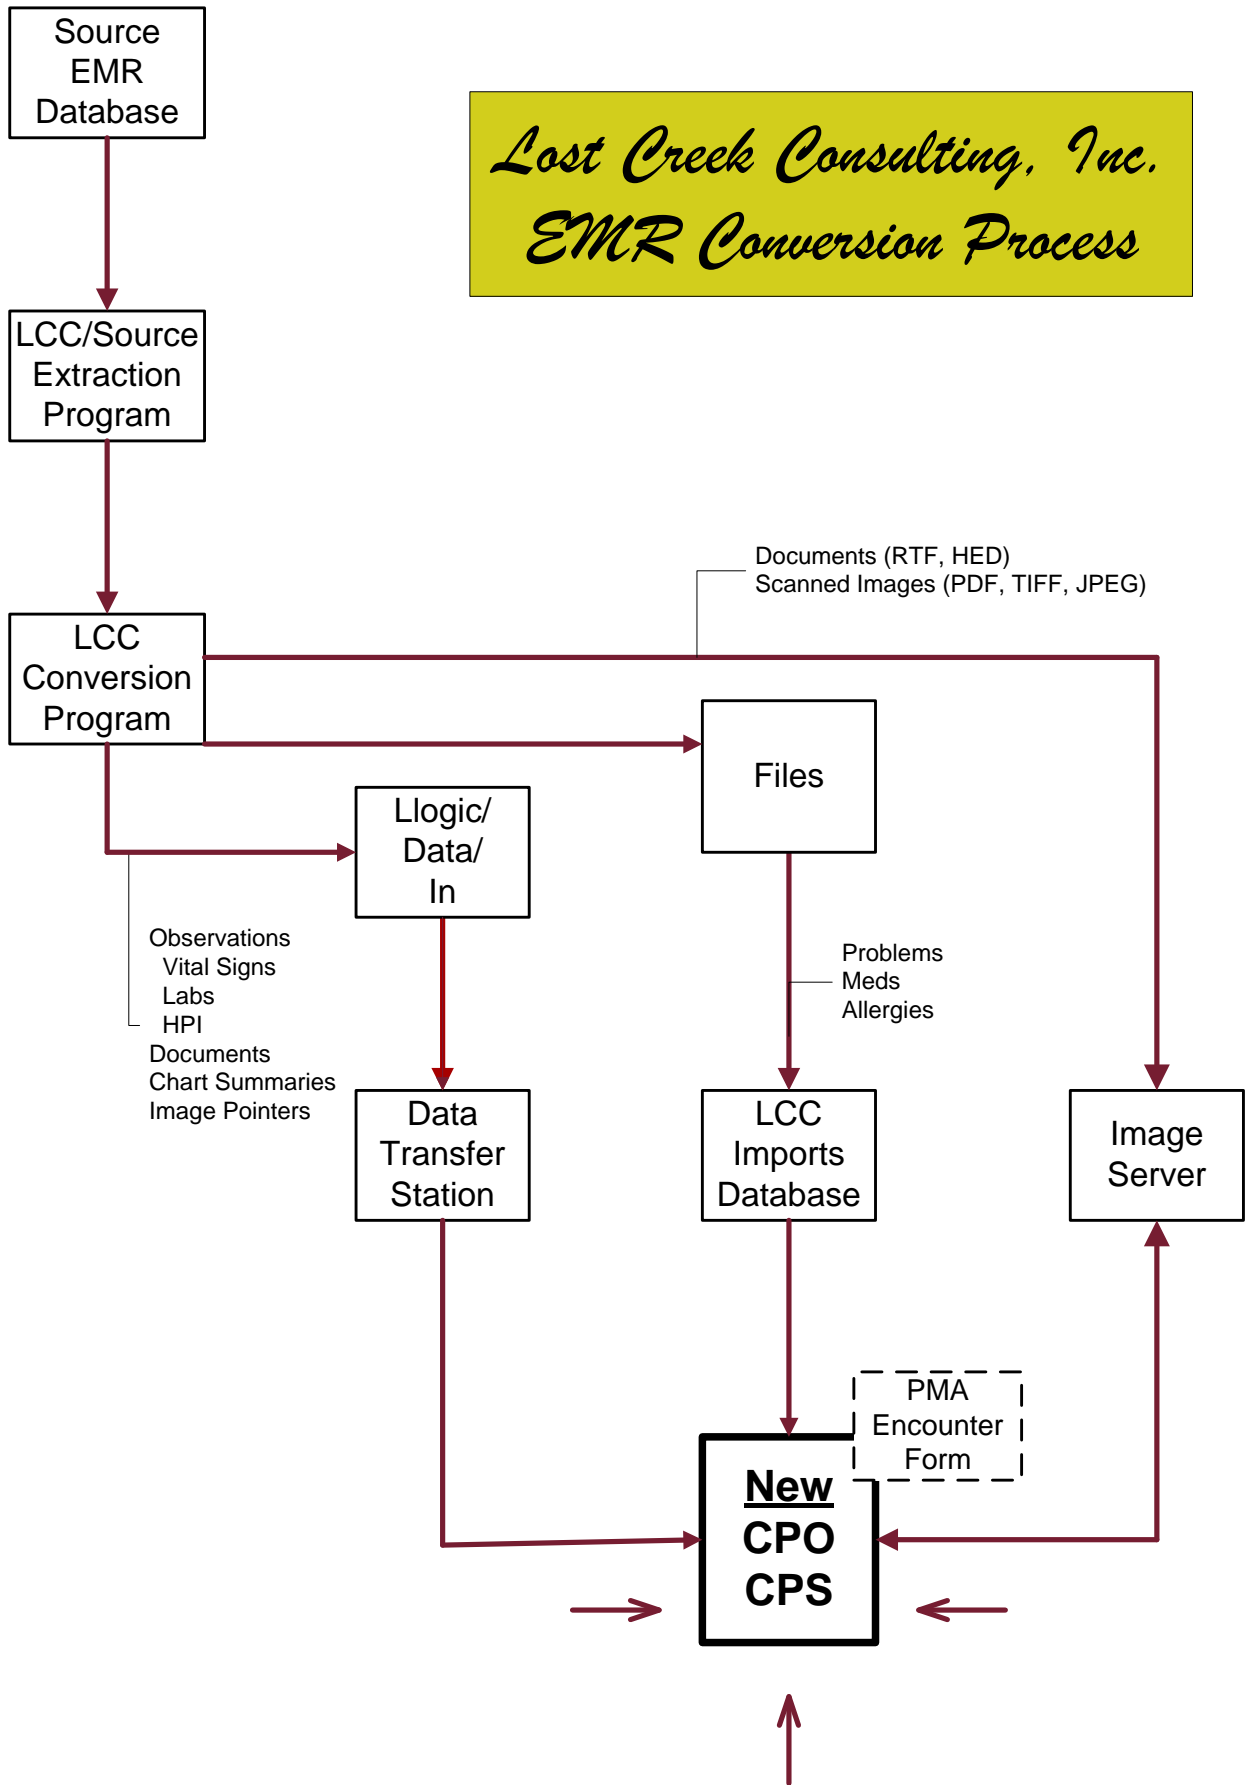 Source
EMR
Database
Lost Creek Consulting, Inc.
EMR Conversion Process
LCC/Source
Extraction
Program
Documents (RTF, HED)
Scanned Images (PDF, TIFF, JPEG)
LCC
Conversion
Program
Files
Llogic/
Data/
In
Observations
Vital Signs
Labs
HPI
Documents
Chart Summaries
Image Pointers
Problems
Meds
Allergies
Data
Transfer
Station
LCC
Imports
Database
Image
Server
PMA
Encounter
Form
New
CPO
CPS